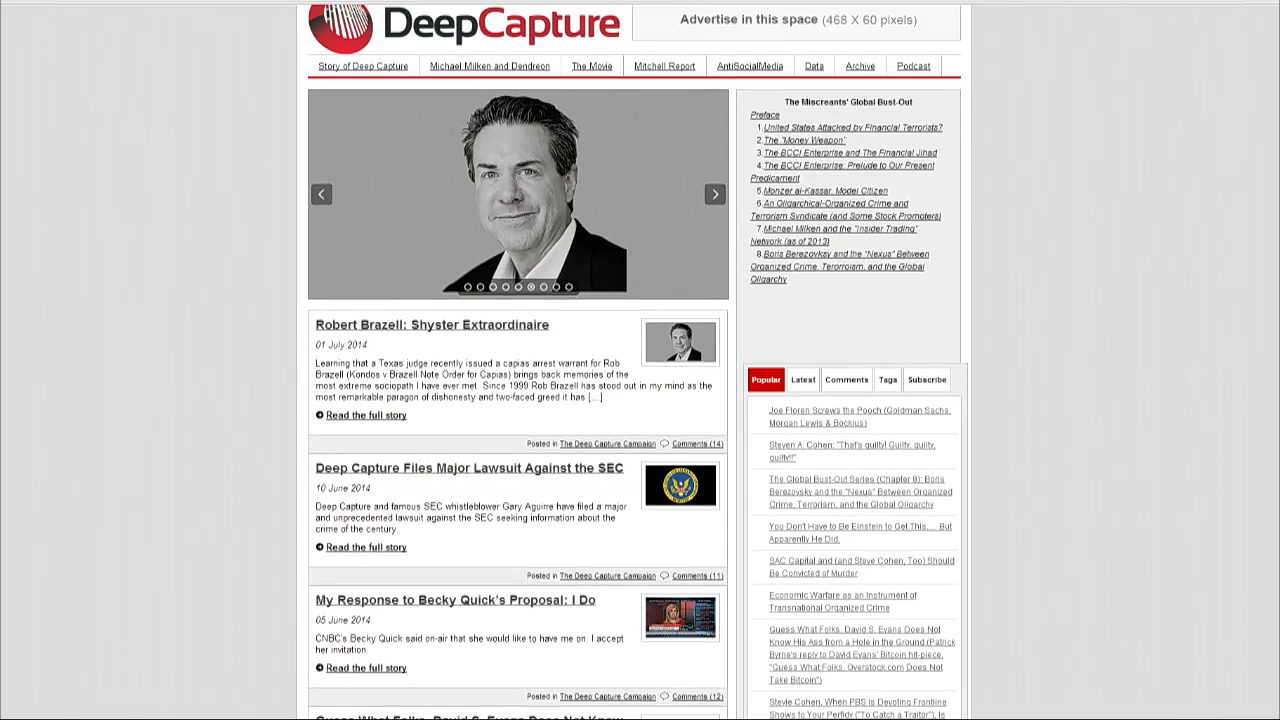 DeepCapture
Advertise in this space (468 X 60 pixels)
Story of Deep Capture
Michael Milken and Dendreon
The Movie
Mitchell Report
AntiSocialMedia
Data
Archive
Podcast
Robert Brazell: Shyster Extraordinaire
01 July 2014
Learning that a Texas judge recently issued a capias arrest warrant for Rob
Brazell (Kondos v Brazell Note Order for Capias) brings back memories of the
most extreme sociopath I have ever met. Since 1999 Rob Brazell has stood out in my mind as the
most remarkable paragon of dishonesty and two-faced greed it has [...]
Read the full story
Posted in The Deep Capture Campaign Comments (14)
Deep Capture Files Major Lawsuit Against the SEC
10 June 2014
Deep Capture and famous SEC whistleblower Gary Aguirre have filed a major
and unprecedented lawsuit against the SEC seeking information about the
crime of the century.
Read the full story
Posted in The Deep Capture Campaign Comments (11)
My Response to Becky Quick's Proposal: I Do
05 June 2014
CNBC's Becky Quick said on-air that she would like to have me on. I accept
her invitation.
Read the full story
Posted in The Deep Capture Campaign Comments (12)
Guess What Folks, David S. Evans Does Not Know
The Miscreants' Global Bust-Out
Preface
1.United States Attacked by Financial Terrorists?
2.The "Money Weapon"
3.The BCCI Enterprise and The Financial Jihad
4.The BCCI Enterprise: Prelude to Our Present
Predicament
5.Monzer al-Kassar, Model Citizen
6.An Oligarchical-Organized Crime and
Terrorism Syndicate (and Some Stock Promoters)
7.Michael Milken and the "Insider Trading"
Network (as of 2013)
8.Boris Berezovksy and the "Nexus" Between
Organized Crime, Terorroism, and the Global
Oligarchy
Popular
Latest
Comments
Tags
Subscribe
Joe Floren Screws the Pooch (Goldman Sachs,
Morgan Lewis & Bockius)
Steven A. Cohen: "That's guilty! Guilty, guilty,
guilty!!"
The Global Bust-Out Series (Chapter 8): Boris
Berezovsky and the "Nexus" Between Organized
Crime, Terrorism, and the Global Oligarchy
You Don't Have to Be Einstein to Get This..... But
Apparently He Did.
SAC Capital and (and Steve Cohen, Too) Should
Be Convicted of Murder
Economic Warfare as an Instrument of
Transnational Organized Crime
Guess What Folks, David S. Evans Does Not
Know His Ass from a Hole in the Ground (Patrick
Byrne's reply to David Evans' Bitcoin hit-piece,
"Guess What Folks, Overstock.com Does Not
Take Bitcoin")
Stevie Cohen, When PBS Is Devoting Frontline
Shows to Your Perfidy ("To Catch a Traitor"), Is